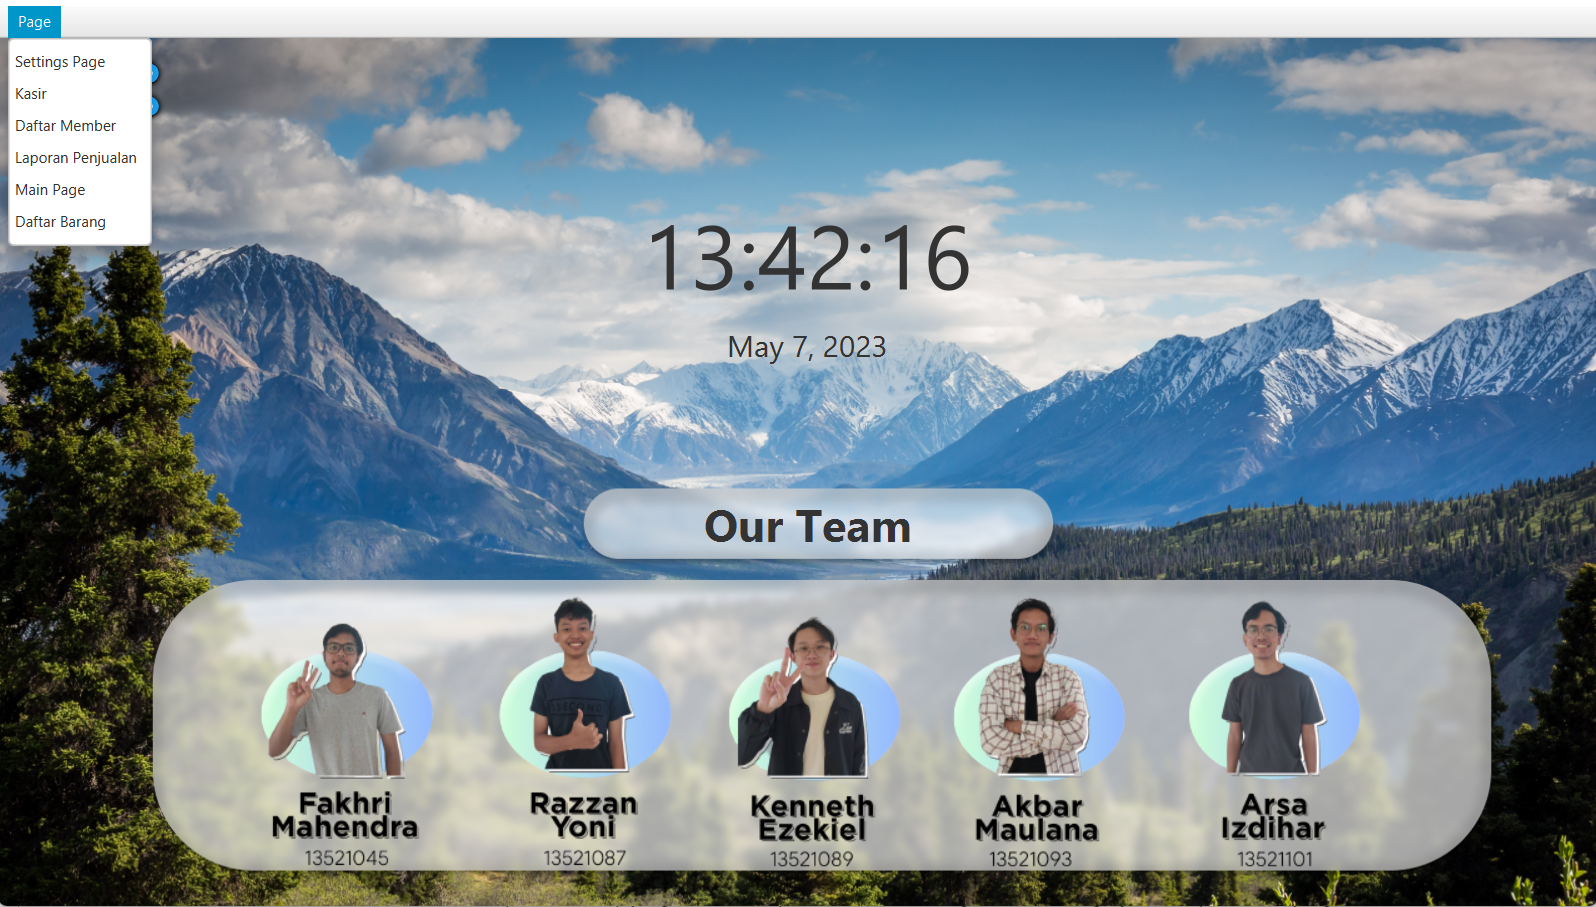 Page
Settings Page
Kasir
Daftar Member
Laporan Penjualan
Main Page
Daftar Barang
13:42:16
May 7, 2023
Our Team
Fakhri
Mahendra
13521045
Razzan
Yoni
13521087
Kenneth
Ezekiel
13521089
Akbar
Maulana
13521093
Arsa
Izdihar
13521101